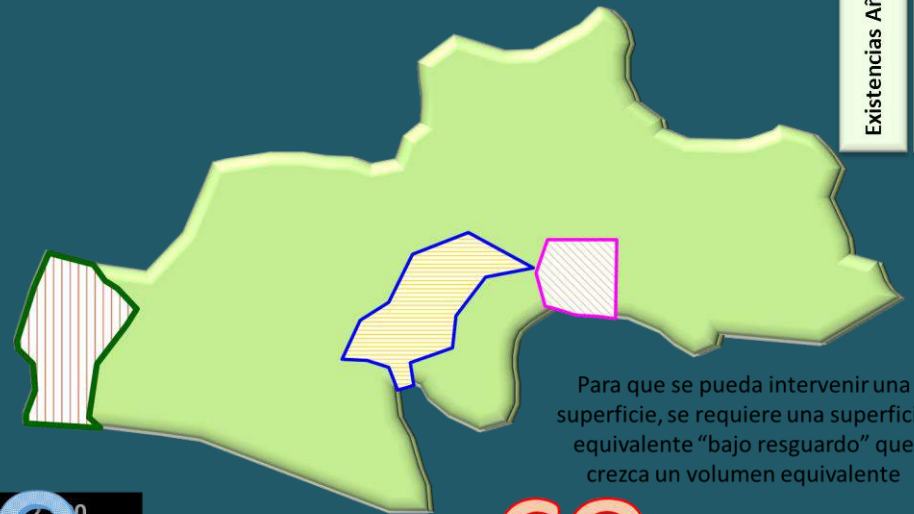 Existencias
Para que se pueda intervenir una
superficie, se requiere una
equivalente “bajo resguardo” que
crezca un volumen equivalente